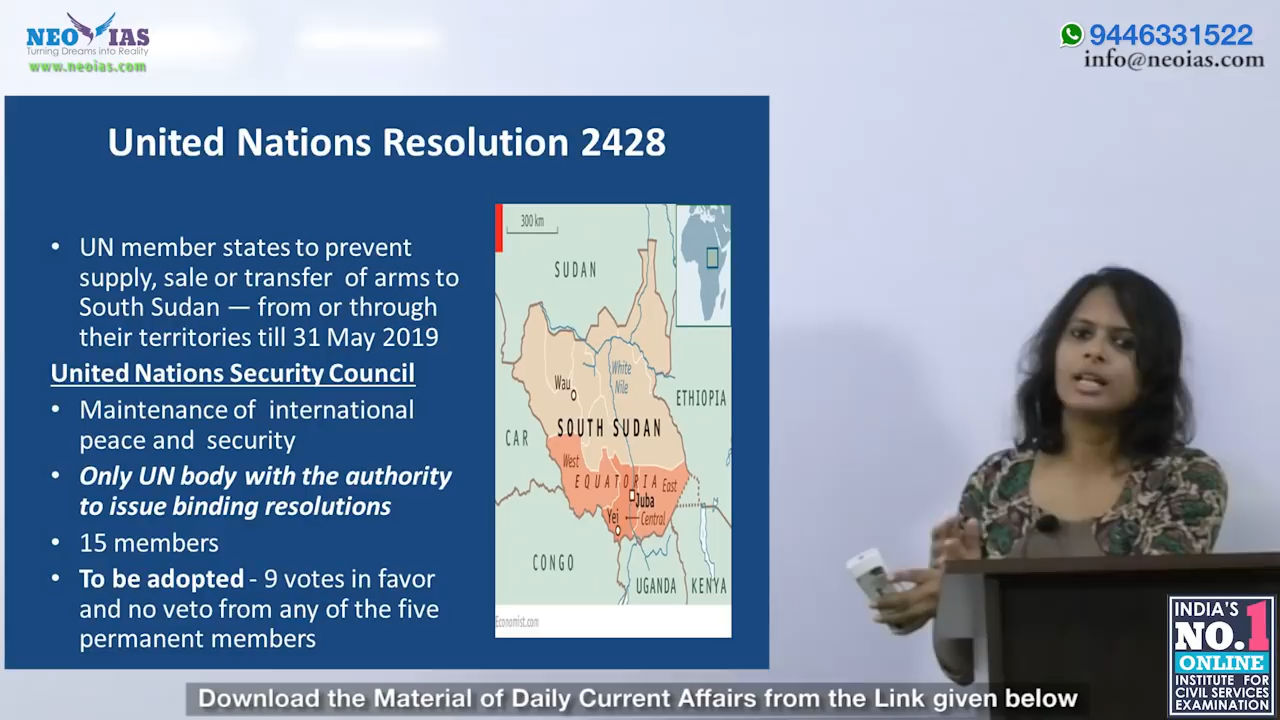 NEO IAS
Turning Dreams into Reality
www.neoias.com
9446331522
info@neoias.com
United Nations Resolution 2428
• UN member states to prevent
supply, sale or transfer of arms to
South Sudan — from or through
their territories till 31 May 2019
United Nations Security Council
• Maintenance of international
peace and security
• Only UN body with the authority
to issue binding resolutions
• 15 members
• To be adopted - 9 votes in favor
and no veto from any of the five
permanent members
300 km
SUDAN
White
Nile
Wau
ETHIOPIA
SOUTH SUDAN
CAR
West
EQUATORIA
East
Juba
Yei
Central
CONGO
UGANDA
KENYA
Economist.com
INDIA'S
NO.1
ONLINE
INSTITUTE FOR
CIVIL SERVICES
EXAMINATION
Download the Material of Daily Current Affairs from the Link given below